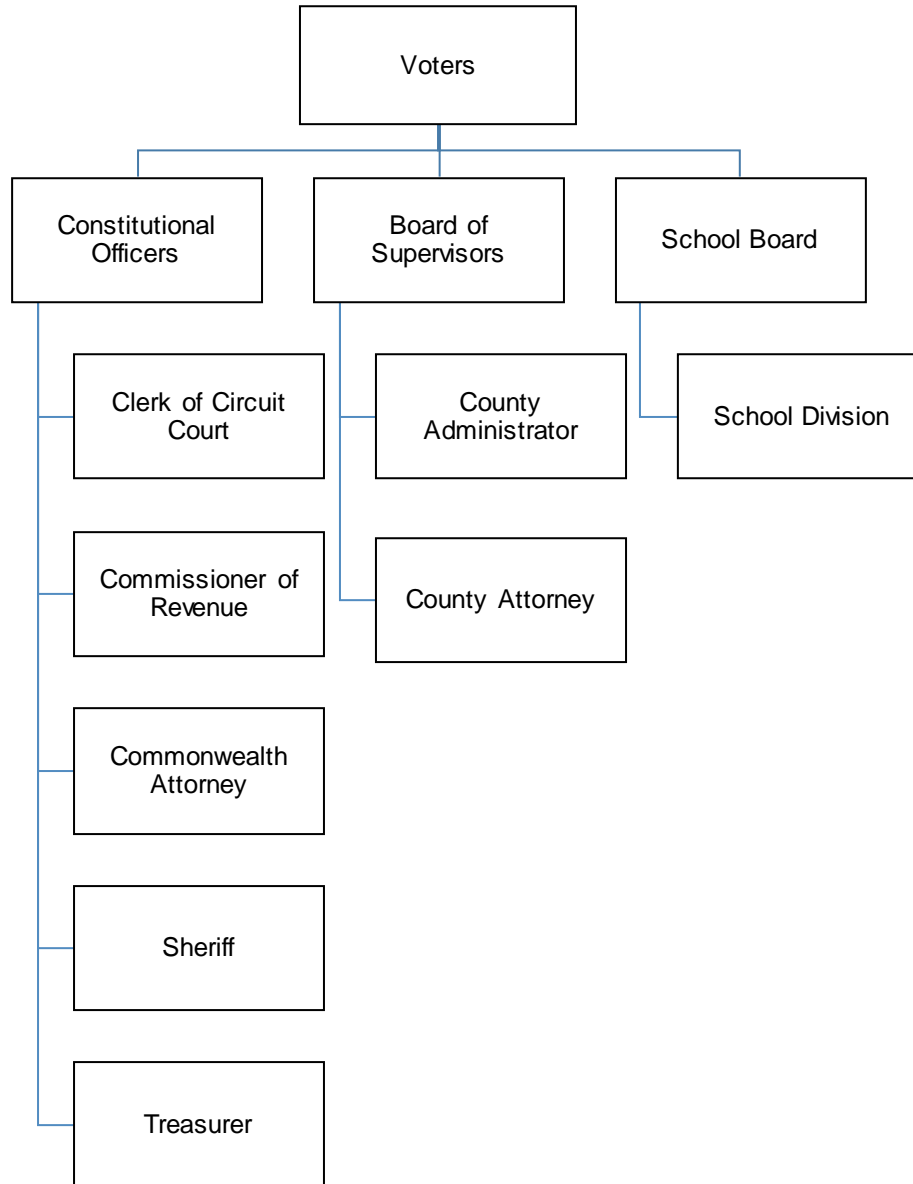 Voters
Constitutional
Officers
Board of
Supervisors
School Board
Clerk of Circuit
Court
County
Administrator
School Division
Commissioner of
Revenue
County Attorney
Commonwealth
Attorney
Sheriff
Treasurer